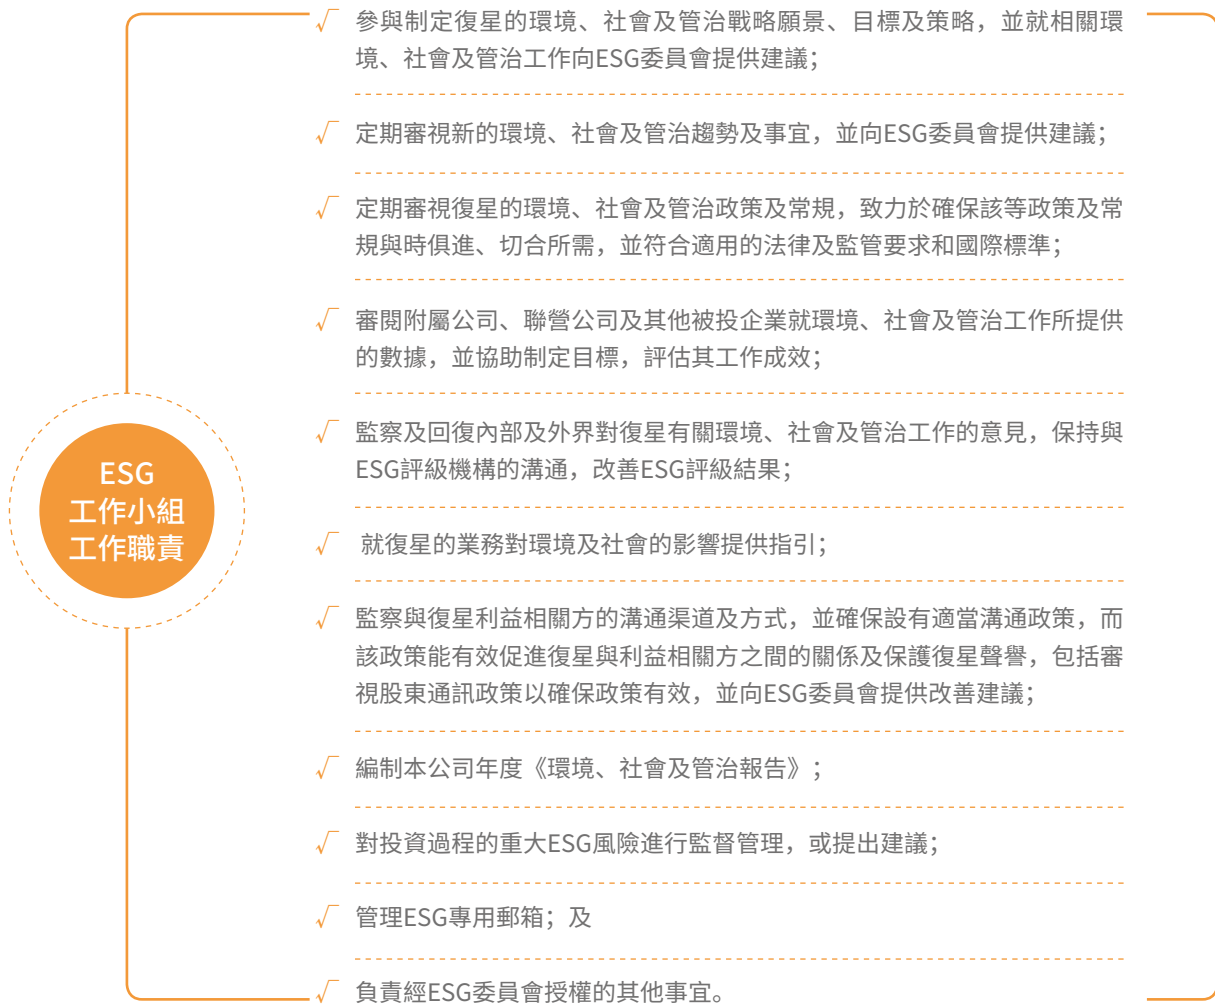 √ 參與制定復星的環境、社會及管治戰略願景、目標及策略，並就相關環
境、社會及管治工作向ESG委員會提供建議；
√ 定期審視新的環境、社會及管治趨勢及事宜，並向ESG委員會提供建議；
√ 定期審視復星的環境、社會及管治政策及常規，致力於確保該等政策及常
規與時俱進、切合所需，並符合適用的法律及監管要求和國際標準；
√ 審閱附屬公司、聯營公司及其他被投企業就環境、社會及管治工作所提供
的數據，並協助制定目標，評估其工作成效；
√ 監察及回復內部及外界對復星有關環境、社會及管治工作的意見，保持與
ESG評級機構的溝通，改善ESG評級結果；
ESG
工作小組
工作職責
√ 就復星的業務對環境及社會的影響提供指引；
√ 監察與復星利益相關方的溝通渠道及方式，並確保設有適當溝通政策，而
該政策能有效促進復星與利益相關方之間的關係及保護復星聲譽，包括審
視股東通訊政策以確保政策有效，並向ESG委員會提供改善建議；
√ 編制本公司年度《環境、社會及管治報告》；
√ 對投資過程的重大ESG風險進行監督管理，或提出建議；
√ 管理ESG專用郵箱；及
√ 負責經ESG委員會授權的其他事宜。